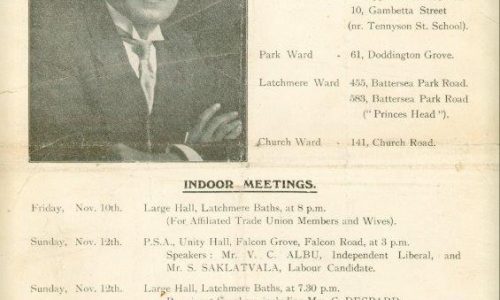 10, Gambetta Street
(nr. Tennyson St. School).
Park Ward - 61, Doddington Grove.
Latchmere Ward 455, Battersea Park Road.
583, Battersea Park Road
("Princes Head").
Church Ward - 141, Church Road.
INDOOR MEETINGS.
Friday, Nov. 10th. Large Hall, Latchmere Baths, at 8 p.m.
(For Affiliated Trade Union Members and Wives).
Sunday, Nov. 12th. P.S.A., Unity Hall, Falcon Grove, Falcon Road, at 3 p.m.
Speakers: Mr. V. C. ALBU, Independent Liberal, and
Mr. S. SAKLATVALA, Labour Candidate.
Sunday, Nov. 12th. Large Hall, Latchmere Baths, at 7.30 p.m.